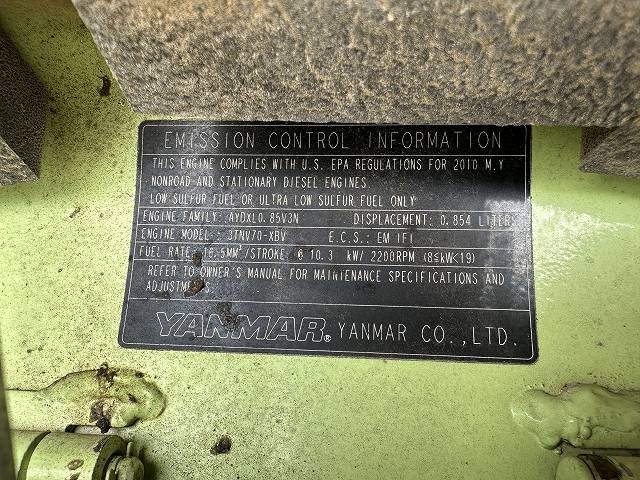 EMISSION CONTROL INFORMATION
THIS ENGINE COMPLIES WITH U.S. EPA REGULATIONS FOR 2010 M.Y
NONROAD AND STATIONARY DIESEL ENGINES.
LOW SULFUR FUEL OR ULTRA LOW SULFUR FUEL ONLY
ENGINE FAMILY: AYDXL0.85V3N DISPLACEMENT: 0.854 LITER
ENGINE MODEL: 3TNV70-XBV E.C.S.: EM IFI
FUEL RATE: 16.5MM³/STROKE @ 10.3 kW/ 2200RPM (8≦kW<19)
REFER TO OWNER'S MANUAL FOR MAINTENANCE SPECIFICATIONS AND
ADJUSTMENTS.
YANMAR® YANMAR CO.,LTD.